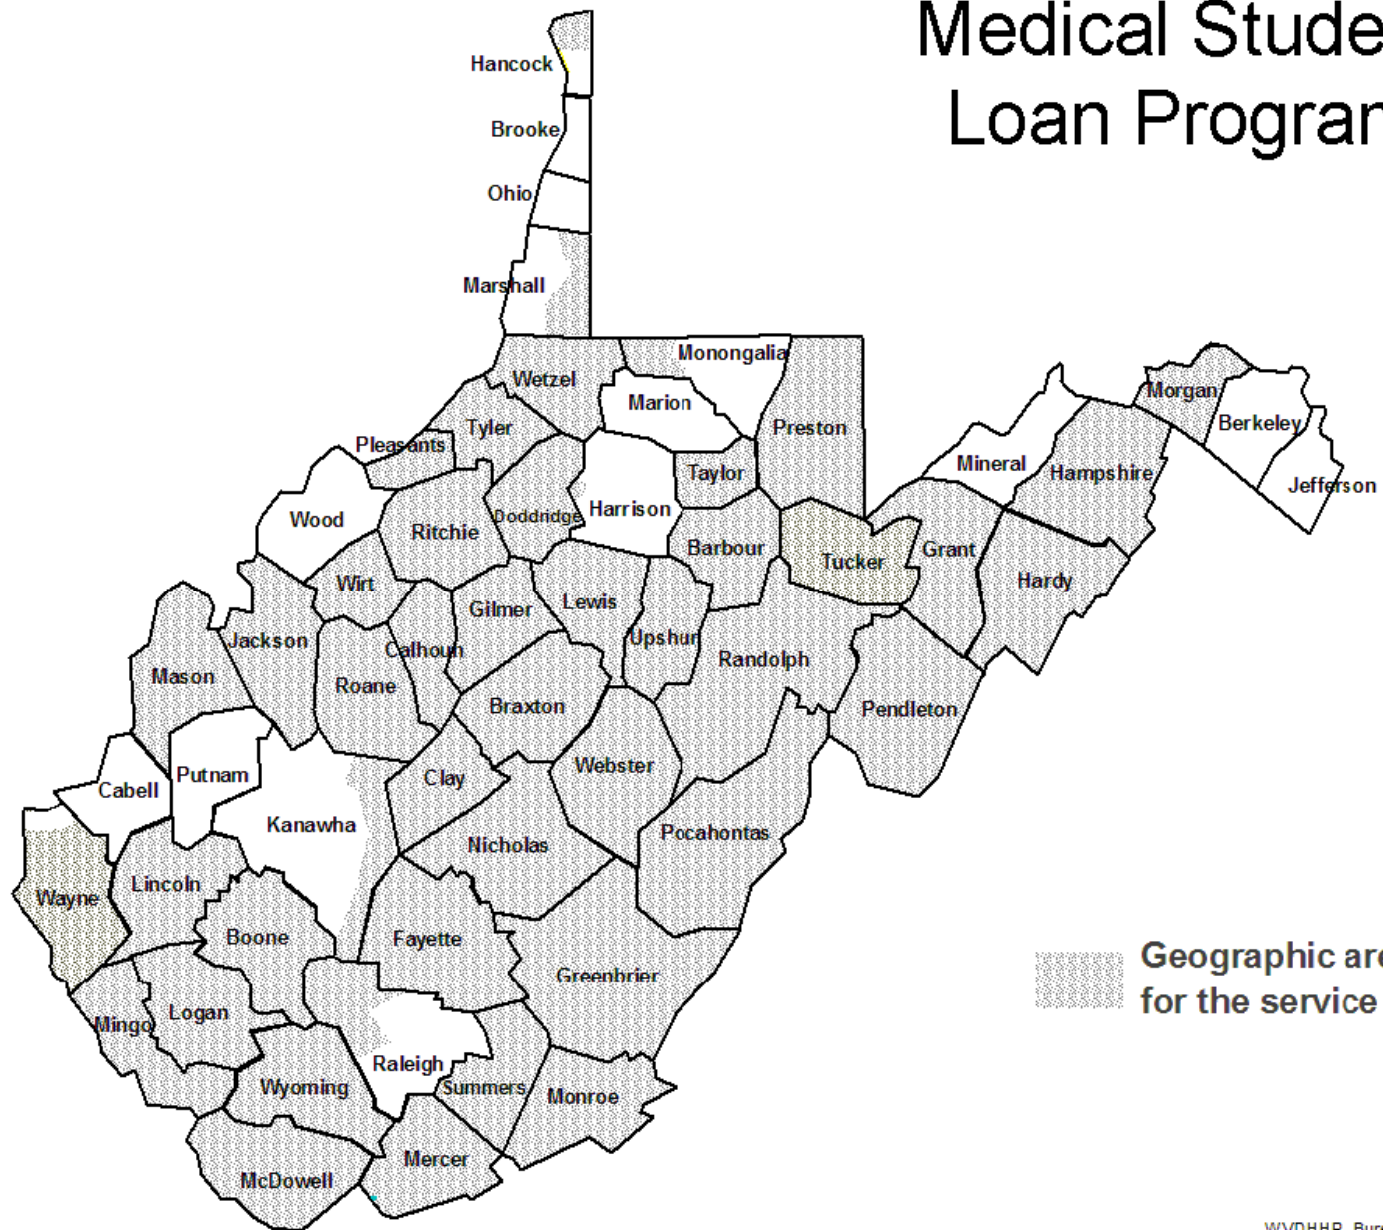 Medical Stude
Loan Progran
Hancock
Brooke
Ohio
Marshall
Monongalia
Wetzel
Marion
Morgan
Berkeley
Tyler
Preston
Pleasants
Mineral
Hampshire
Taylor
Jefferson
Wood
Doddridge
Harrison
Ritchie
Barbour
Grant
Tucker
Hardy
Wirt
Lewis
Gilmer
Jackson
Calhoun
Upshur
Randolph
Mason
Roane
Braxton
Pendleton
Webster
Putnam
Clay
Cabell
Kanawha
Pocahontas
Nicholas
Lincoln
Wayne
Boone
Fayette
Greenbrier
Geographic are
for the service
Logan
Mingo
Raleigh
Wyoming
Summers
Monroe
Mercer
McDowell
WVDHHR, Bure